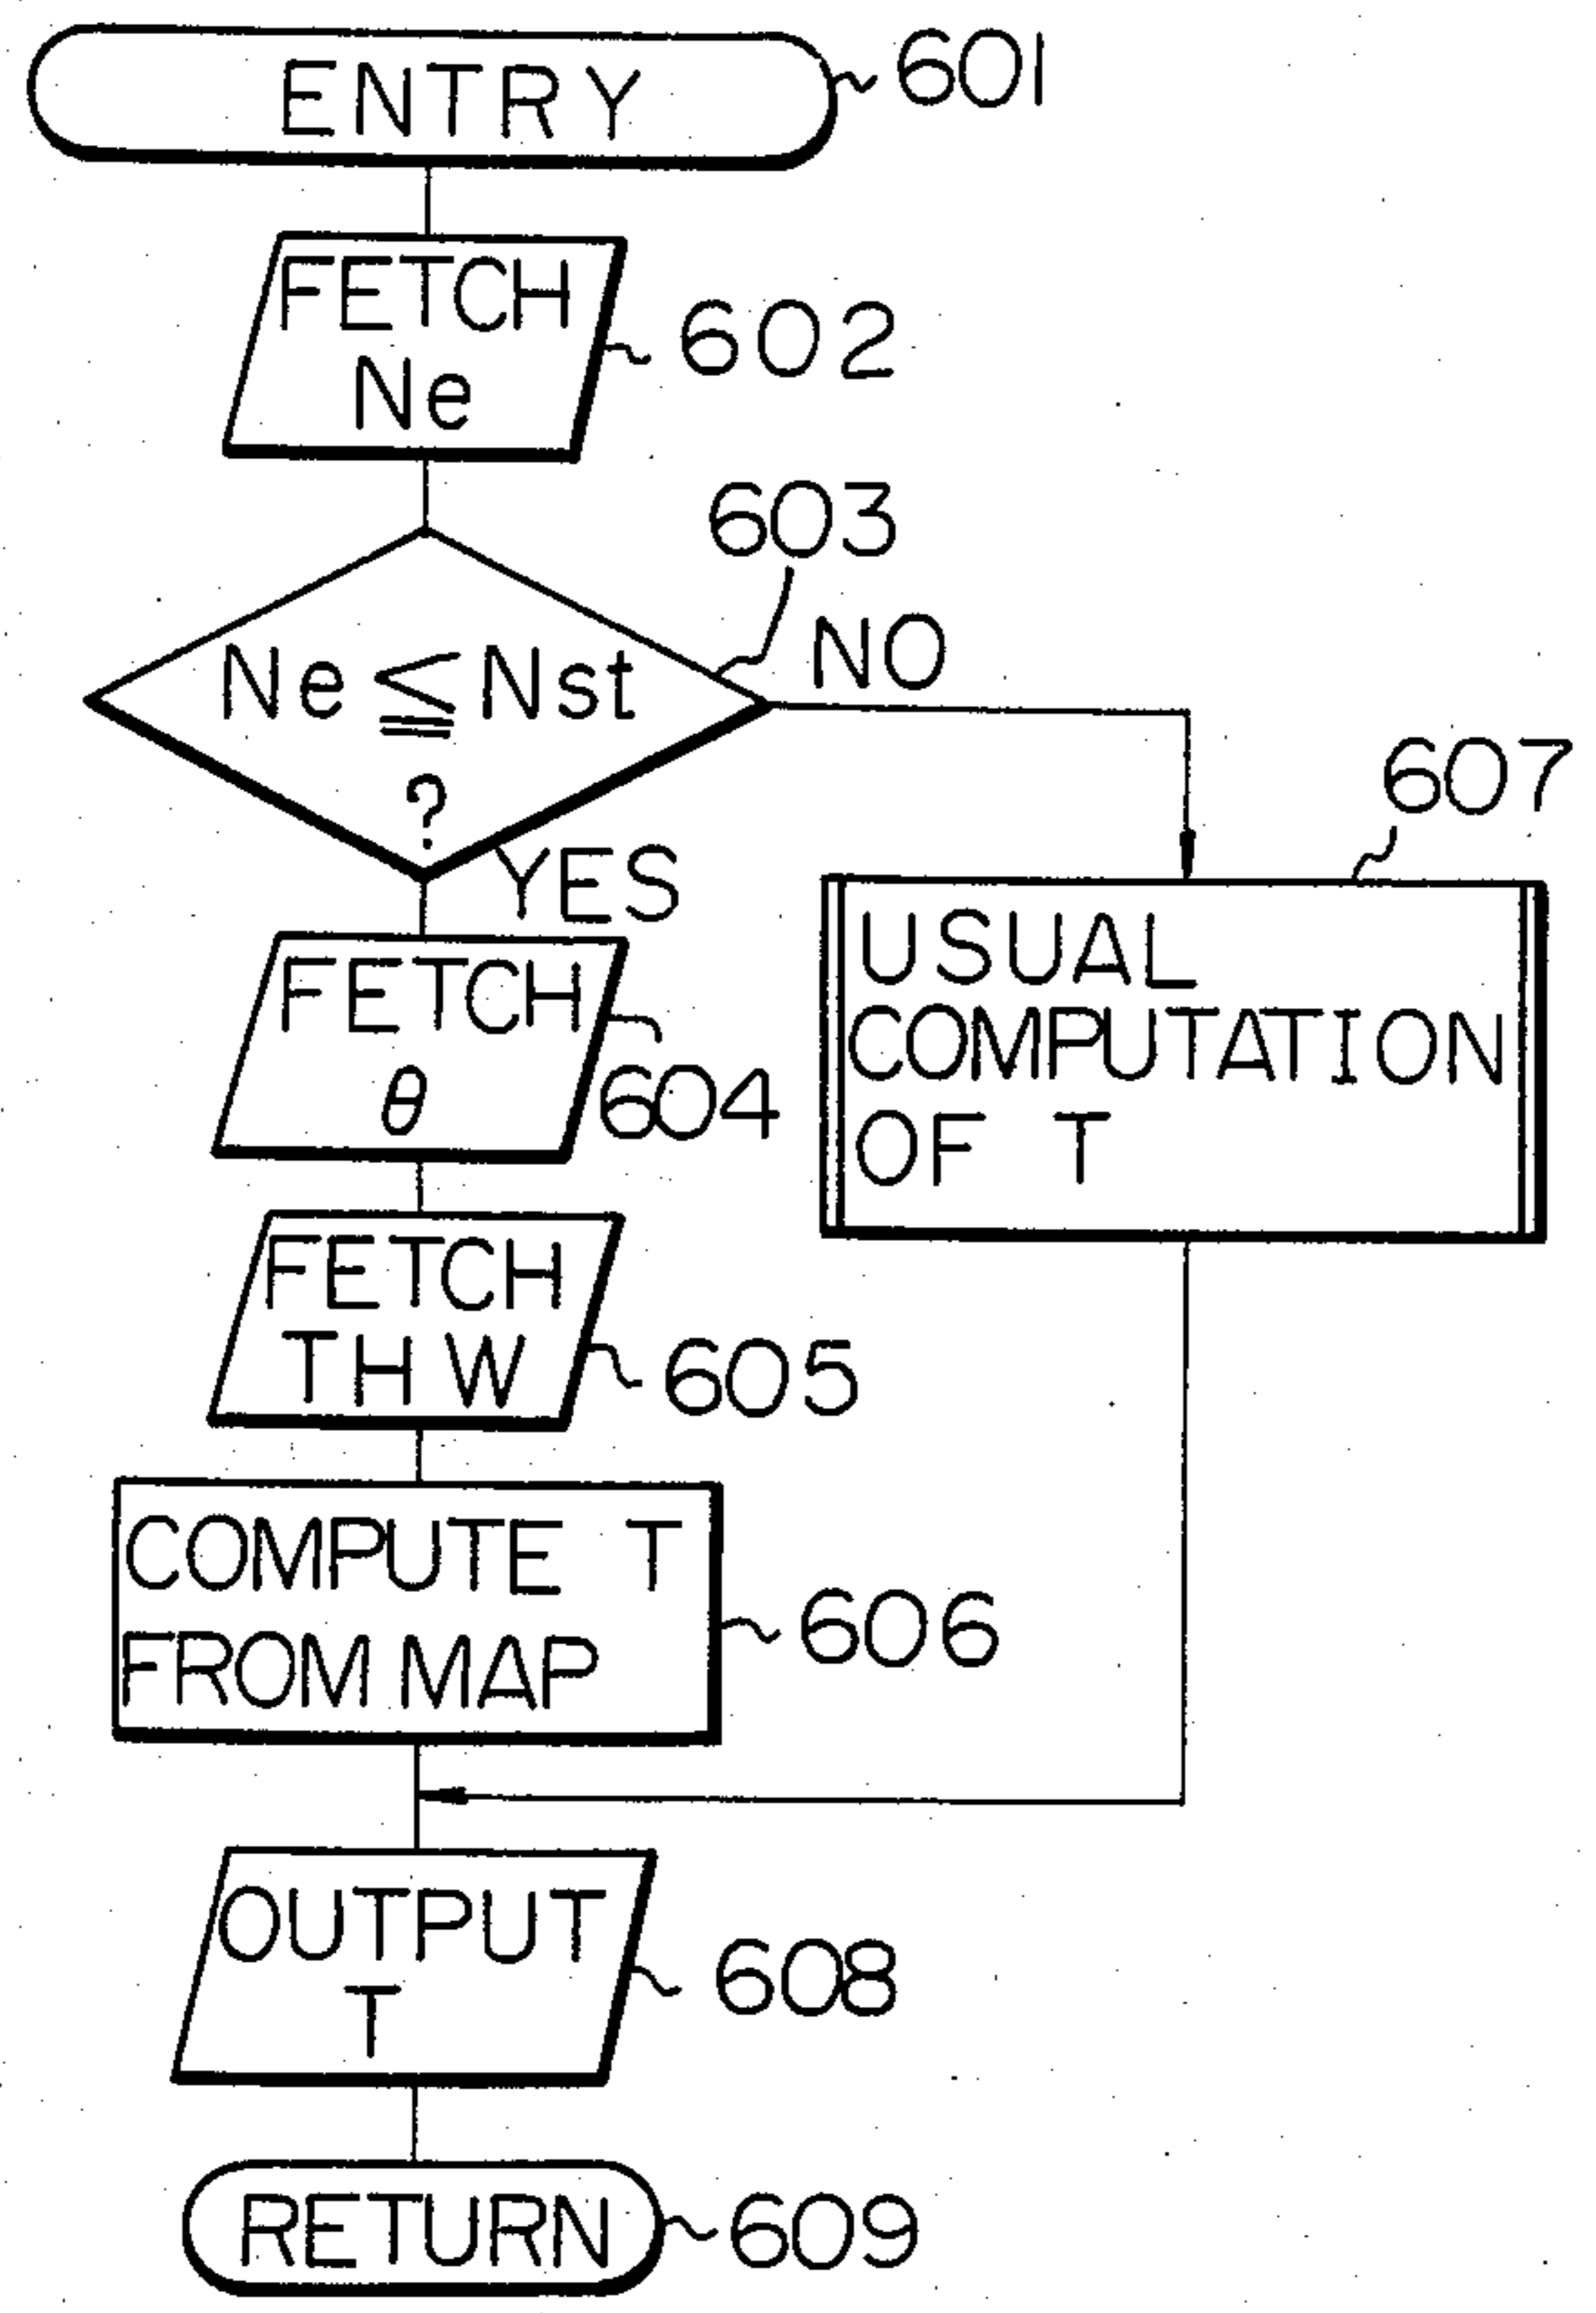 ENTRY
601
FETCH
Ne
602
603
Ne ≦ Nst
?
NO
YES
607
FETCH
θ
604
USUAL
COMPUTATION
OF T
FETCH
THW
605
COMPUTE T
FROM MAP
606
OUTPUT
T
608
RETURN
609